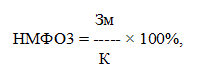 Зм
НМФОЗ = ----- × 100%,
К